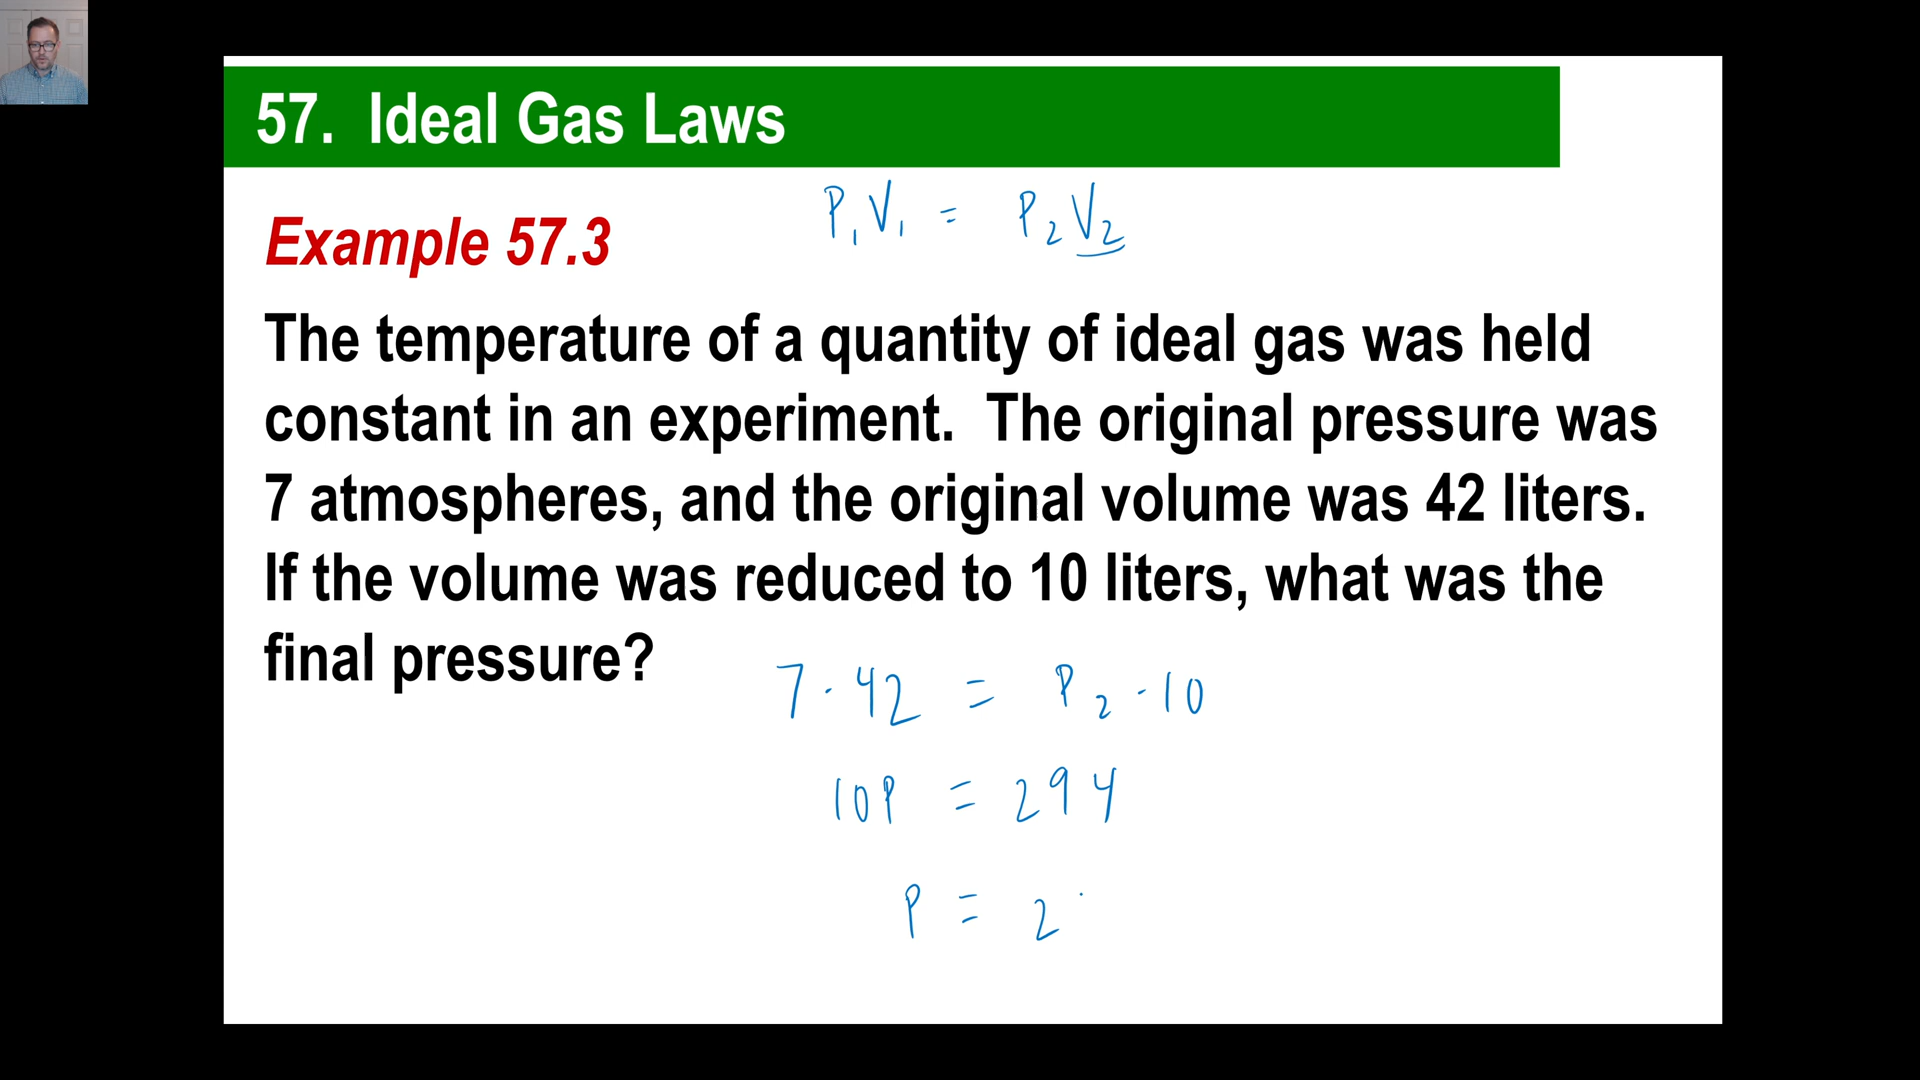 57. Ideal Gas Laws
P₁V₁ = P₂V₂
Example 57.3
The temperature of a quantity of ideal gas was held
constant in an experiment. The original pressure was
7 atmospheres, and the original volume was 42 liters.
If the volume was reduced to 10 liters, what was the
final pressure?
7 · 42 = P₂ · 10
10P = 294
P = 2